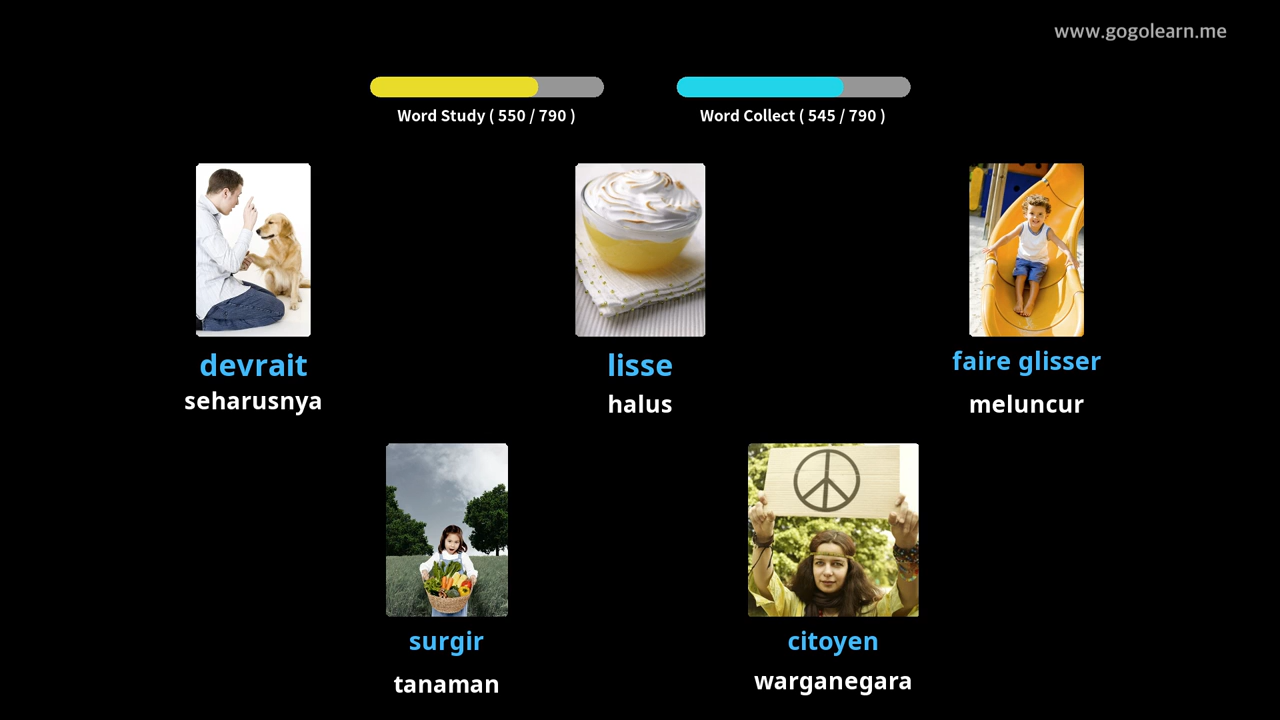 www.gogolearn.me
Word Study ( 550 / 790 )
Word Collect ( 545 / 790 )
devrait
seharusnya
lisse
halus
faire glisser
meluncur
surgir
tanaman
citoyen
warganegara